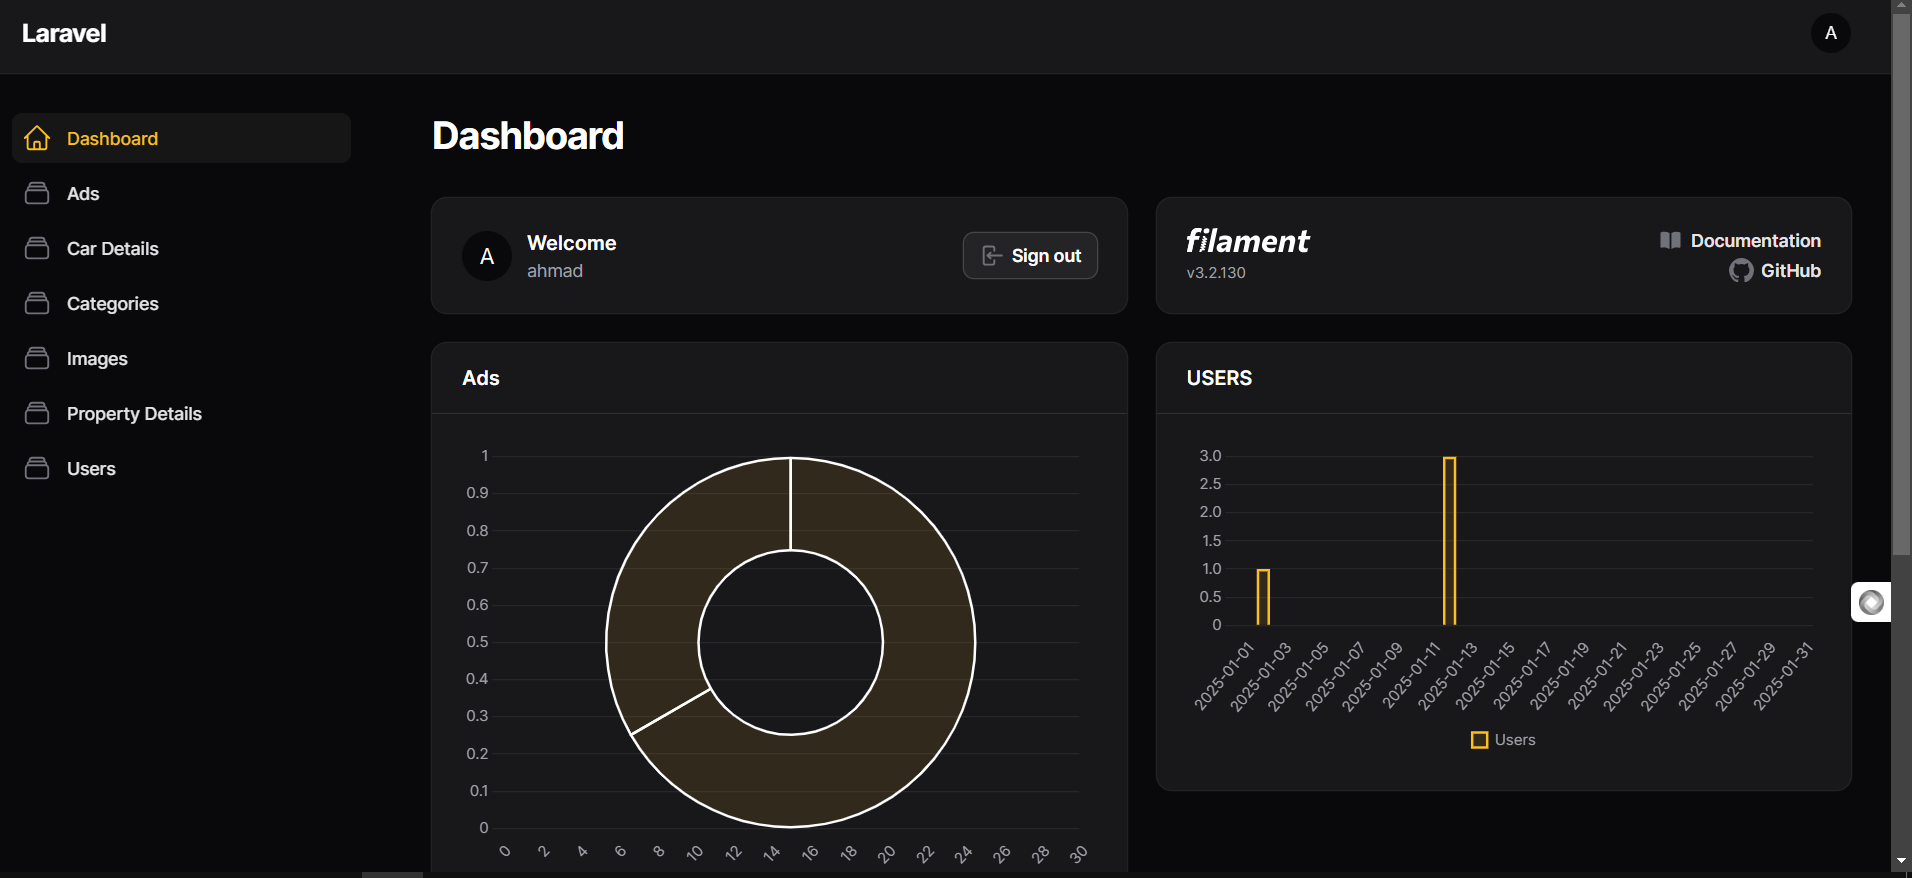 Laravel
A
Dashboard
Ads
Car Details
Categories
Images
Property Details
Users
Dashboard
A
Welcome
ahmad
Sign out
filament
v3.2.130
Documentation
GitHub
Ads
1
0.9
0.8
0.7
0.6
0.5
0.4
0.3
0.2
0.1
0
0 2 4 6 8 10 12 14 16 18 20 22 24 26 28 30
USERS
3.0
2.5
2.0
1.5
1.0
0.5
0
2025-01-01 2025-01-03 2025-01-05 2025-01-07 2025-01-09 2025-01-11 2025-01-13 2025-01-15 2025-01-17 2025-01-19 2025-01-21 2025-01-23 2025-01-25 2025-01-27 2025-01-29 2025-01-31
Users